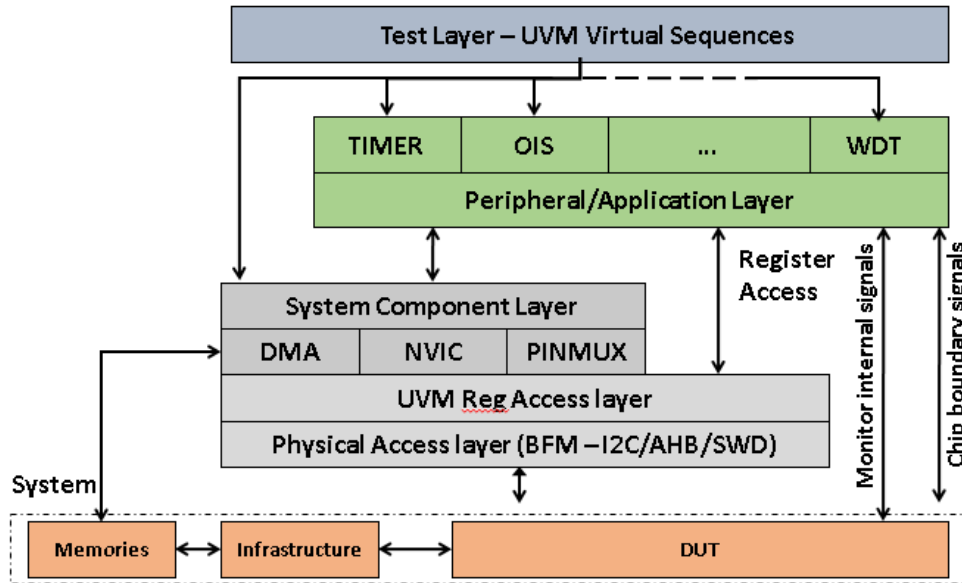 Test Layer – UVM Virtual Sequences
TIMER
OIS
...
WDT
Peripheral/Application Layer
Register
Access
Monitor internal signals
Chip boundary signals
System Component Layer
DMA
NVIC
PINMUX
UVM Reg Access layer
Physical Access layer (BFM –I2C/AHB/SWD)
System
Memories
Infrastructure
DUT